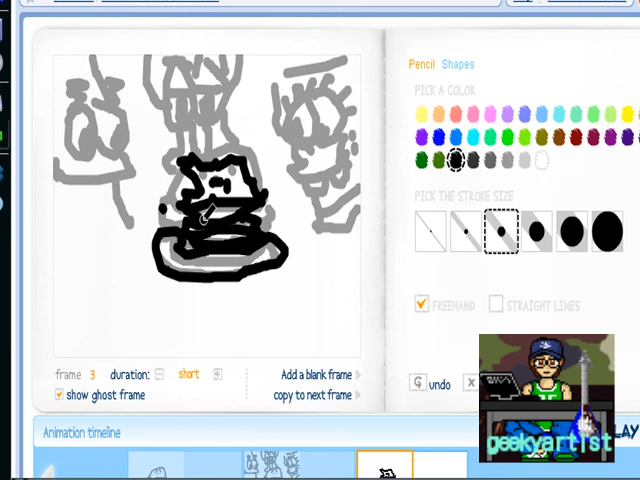 Pencil Shapes
PICK A COLOR
PICK THE STROKE SIZE
FREEHAND STRAIGHT LINES
frame 3 duration: short Add a blank frame
show ghost frame copy to next frame
undo
Animation timeline
geekyartist